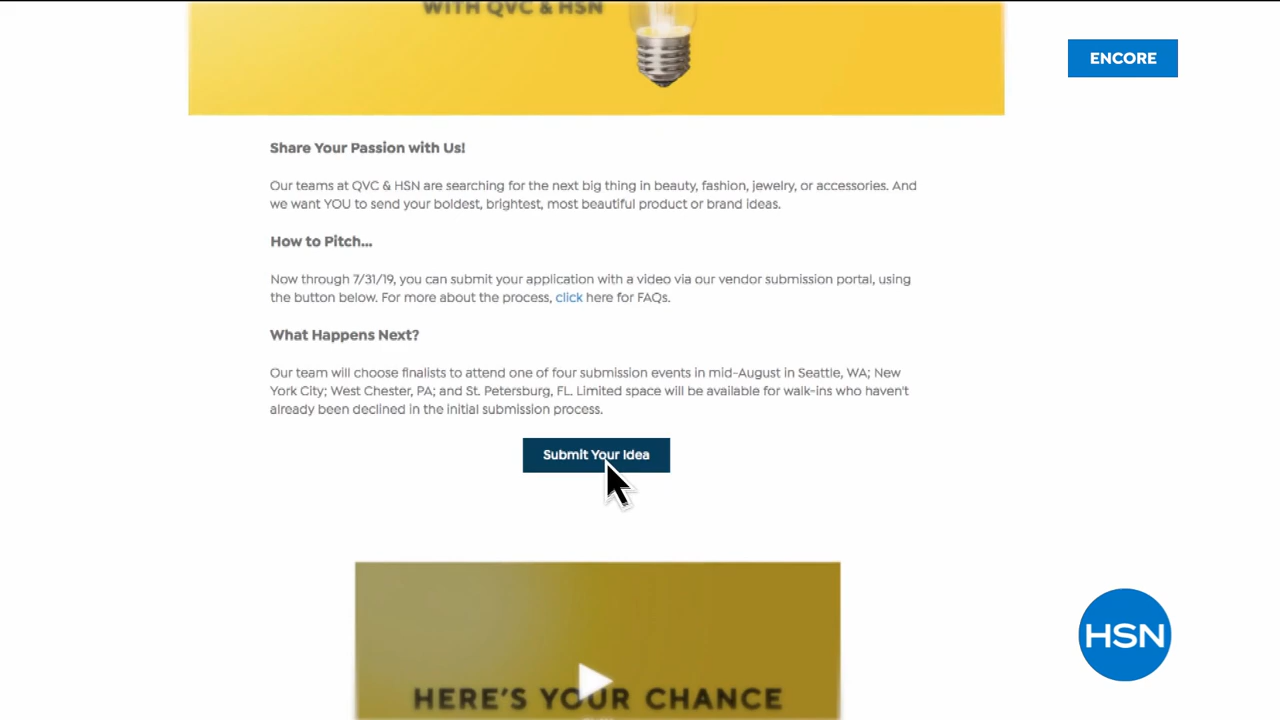 WITH QVC & HSN
ENCORE
Share Your Passion with Us!
Our teams at QVC & HSN are searching for the next big thing in beauty, fashion, jewelry, or accessories. And
we want YOU to send your boldest, brightest, most beautiful product or brand ideas.
How to Pitch...
Now through 7/31/19, you can submit your application with a video via our vendor submission portal, using
the button below. For more about the process, click here for FAQs.
What Happens Next?
Our team will choose finalists to attend one of four submission events in mid-August in Seattle, WA; New
York City; West Chester, PA; and St. Petersburg, FL. Limited space will be available for walk-ins who haven't
already been declined in the initial submission process.
Submit Your Idea
HSN
HERE'S YOUR CHANCE